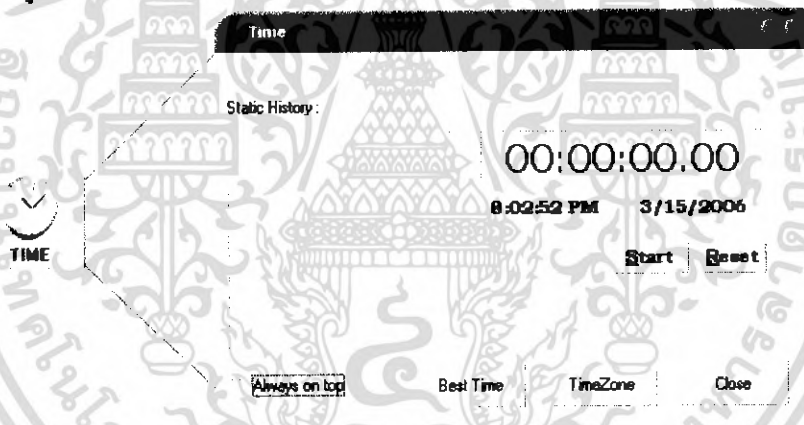 Time
Static History :
00:00:00.00
8:02:52 PM 3/15/2006
TIME
Start Reset
Always on top Best Time TimeZone Close